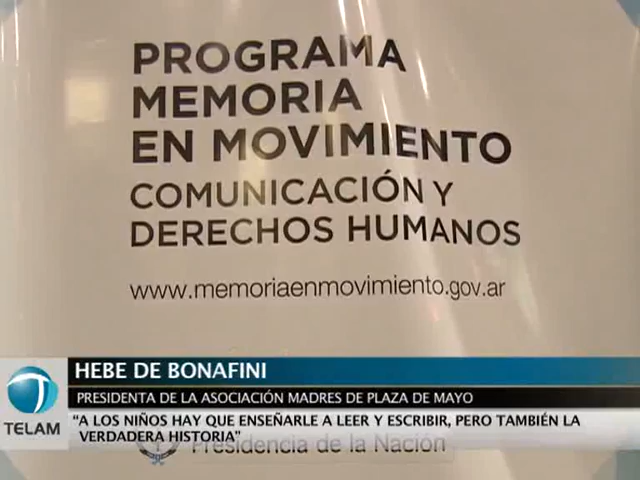 PROGRAMA
MEMORIA
EN MOVIMIENTO
COMUNICACIÓN Y
DERECHOS HUMANOS
www.memoriaenmovimiento.gov.ar
HEBE DE BONAFINI
PRESIDENTA DE LA ASOCIACIÓN MADRES DE PLAZA DE MAYO
TELAM
“A LOS NIÑOS HAY QUE ENSEÑARLE A LEER Y ESCRIBIR, PERO TAMBIÉN LA
VERDADERA HISTORIA”
Presidencia de la Nación